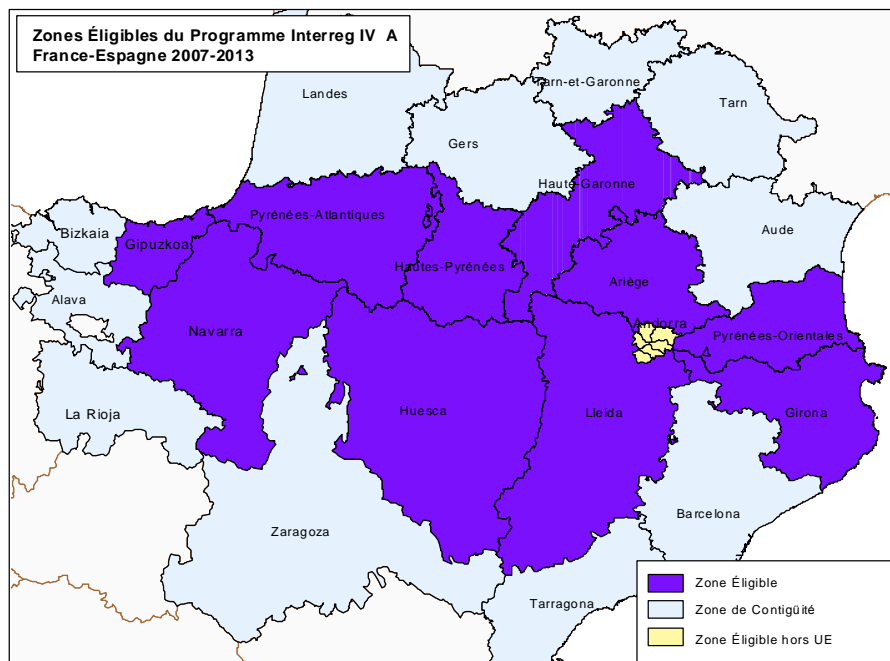 Zones Éligibles du Programme Interreg IV A
France-Espagne 2007-2013
Landes
Tarn-et-Garonne
Tarn
Gers
Haute-Garonne
Pyrénées-Atlantiques
Aude
Bizkaia
Gipuzkoa
Hautes-Pyrénées
Ariège
Alava
Navarra
Andorra
Pyrénées-Orientales
La Rioja
Huesca
Lleida
Girona
Barcelona
Zaragoza
Tarragona
Zone Éligible
Zone de Contigüité
Zone Éligible hors UE